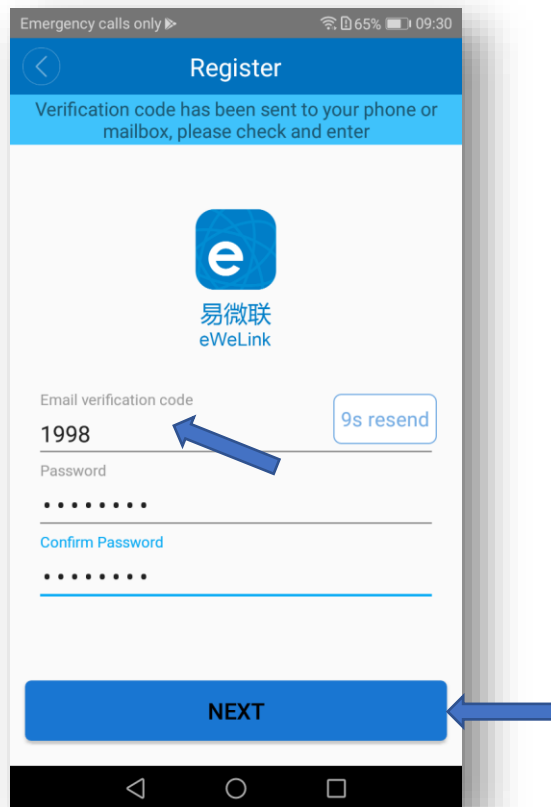 Emergency calls only 65% 09:30
Register
Verification code has been sent to your phone or
mailbox, please check and enter
e
易微联
eWeLink
Email verification code
1998
9s resend
Password
••••••••
Confirm Password
••••••••
NEXT